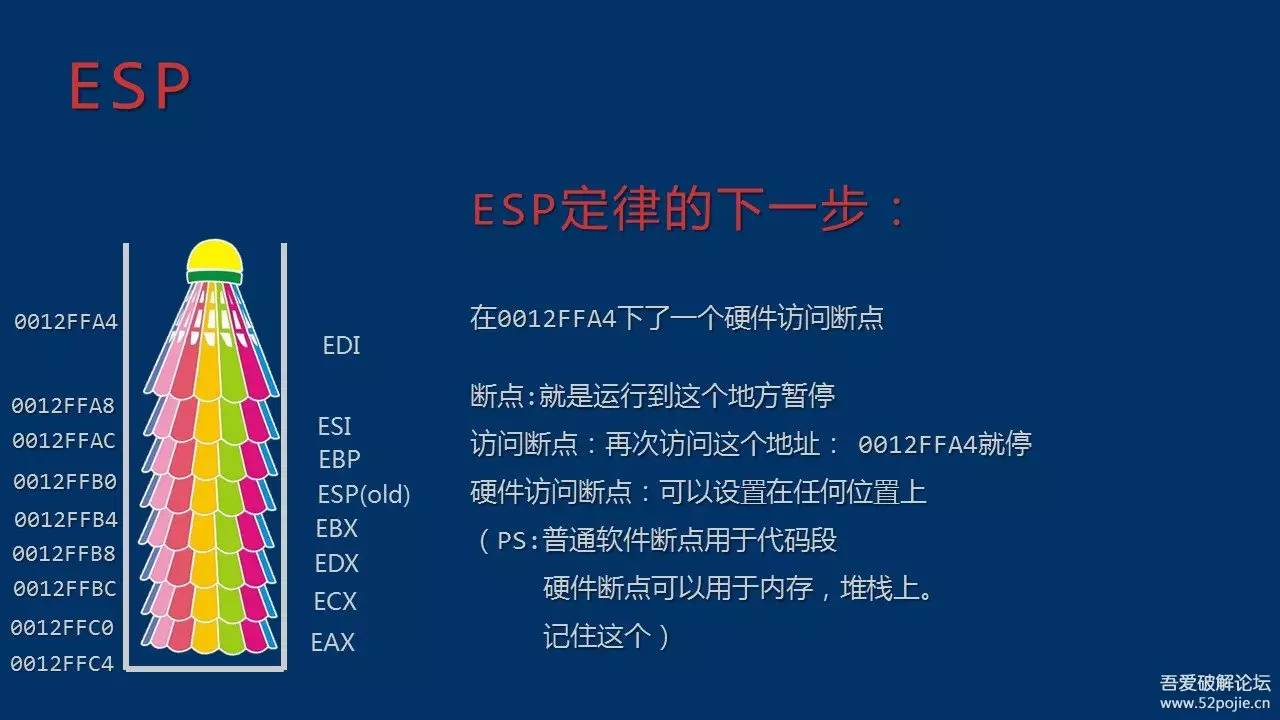 ESP
ESP定律的下一步：
0012FFA4
0012FFA8
0012FFAC
0012FFB0
0012FFB4
0012FFB8
0012FFBC
0012FFC0
0012FFC4
EDI
ESI
EBP
ESP(old)
EBX
EDX
ECX
EAX
在0012FFA4下了一个硬件访问断点
断点:就是运行到这个地方暂停
访问断点：再次访问这个地址： 0012FFA4就停
硬件访问断点：可以设置在任何位置上
（PS:普通软件断点用于代码段
硬件断点可以用于内存，堆栈上。
记住这个）
吾爱破解论坛
www.52pojie.cn